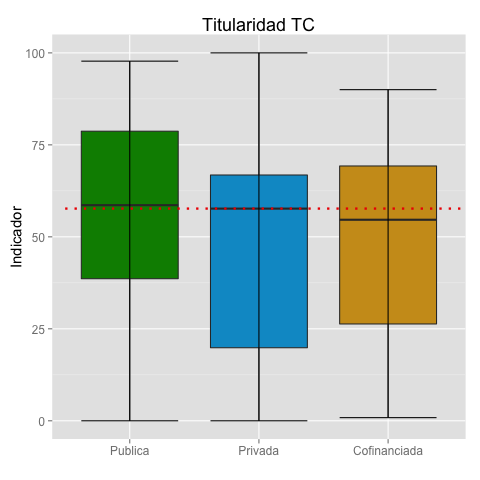 Titularidad TC
Indicador
100
75
50
25
0
Publica
Privada
Cofinanciada